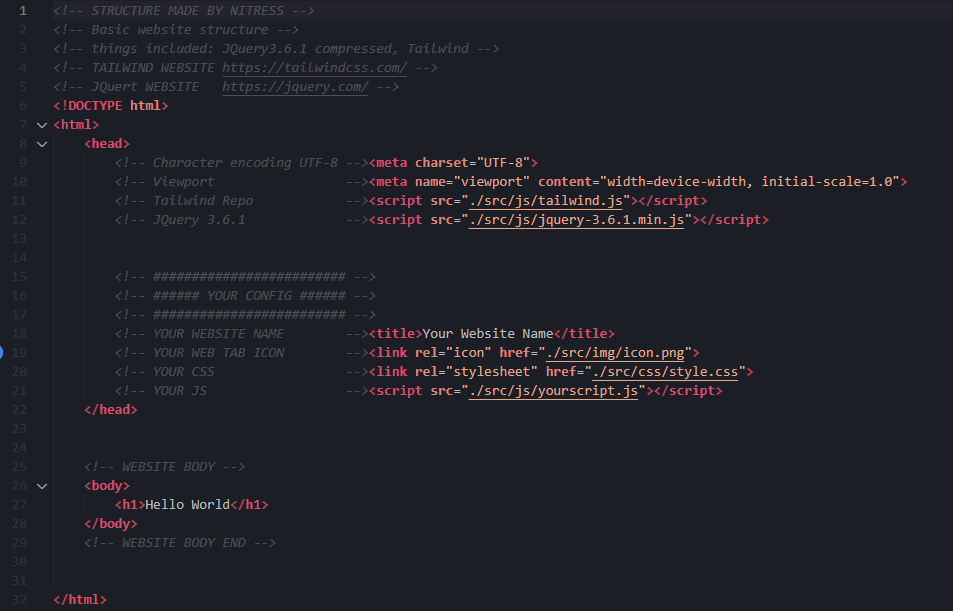 1 <!-- STRUCTURE MADE BY NITRESS -->
2 <!-- Basic website structure -->
3 <!-- things included: JQuery3.6.1 compressed, Tailwind -->
4 <!-- TAILWIND WEBSITE https://tailwindcss.com/ -->
5 <!-- JQuert WEBSITE   https://jquery.com/ -->
6 <!DOCTYPE html>
7 <html>
8     <head>
9         <!-- Character encoding UTF-8 --><meta charset="UTF-8">
10         <!-- Viewport                 --><meta name="viewport" content="width=device-width, initial-scale=1.0">
11         <!-- Tailwind Repo            --><script src="./src/js/tailwind.js"></script>
12         <!-- JQuery 3.6.1             --><script src="./src/js/jquery-3.6.1.min.js"></script>
13
14
15         <!-- ######################### -->
16         <!-- ###### YOUR CONFIG ###### -->
17         <!-- ######################### -->
18         <!-- YOUR WEBSITE NAME        --><title>Your Website Name</title>
19         <!-- YOUR WEB TAB ICON        --><link rel="icon" href="./src/img/icon.png">
20         <!-- YOUR CSS                 --><link rel="stylesheet" href="./src/css/style.css">
21         <!-- YOUR JS                  --><script src="./src/js/yourscript.js"></script>
22     </head>
23
24
25     <!-- WEBSITE BODY -->
26     <body>
27         <h1>Hello World</h1>
28     </body>
29     <!-- WEBSITE BODY END -->
30
31
32 </html>